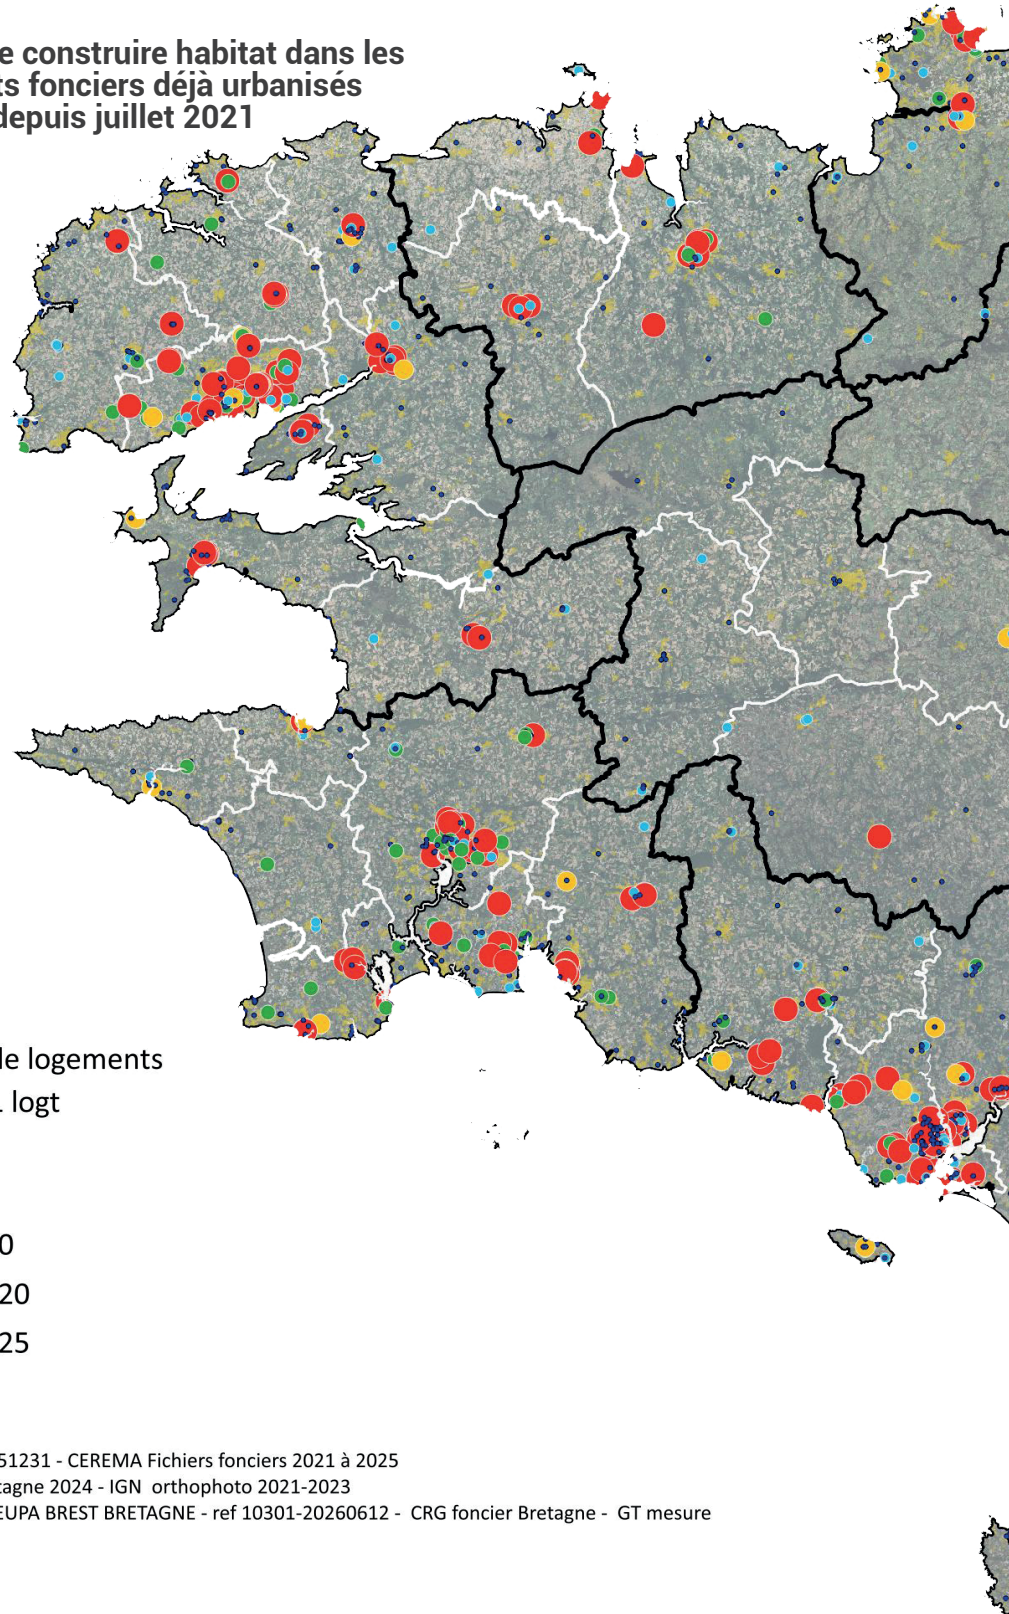 e construire habitat dans les
ts fonciers déjà urbanisés
depuis juillet 2021
de logements
1 logt
0
20
25
51231 - CEREMA Fichiers fonciers 2021 à 2025
tagne 2024 - IGN orthophoto 2021-2023
EUPA BREST BRETAGNE - ref 10301-20260612 - CRG foncier Bretagne - GT mesure